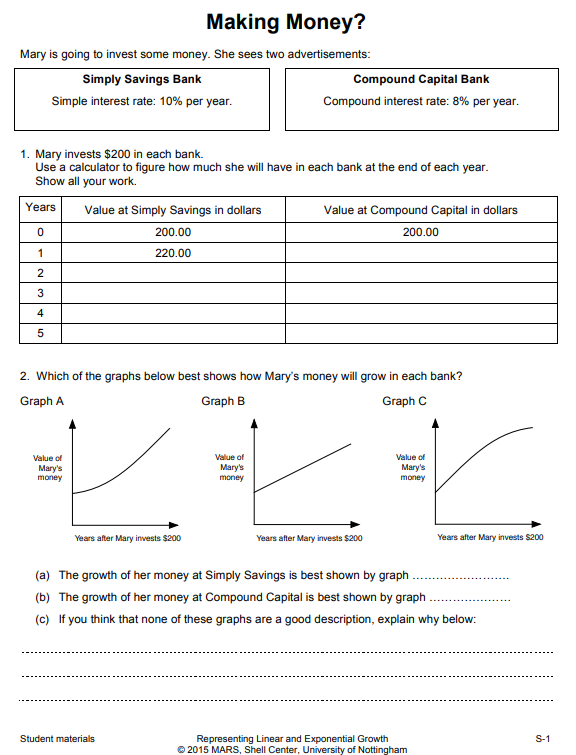 Making Money?
Mary is going to invest some money. She sees two advertisements:
Simply Savings Bank
Simple interest rate: 10% per year.
Compound Capital Bank
Compound interest rate: 8% per year.
1. Mary invests $200 in each bank.
Use a calculator to figure how much she will have in each bank at the end of each year.
Show all your work.
Years Value at Simply Savings in dollars Value at Compound Capital in dollars
0 200.00 200.00
1 220.00
2
3
4
5
2. Which of the graphs below best shows how Mary's money will grow in each bank?
Graph A Graph B Graph C
Value of
Mary's
money
Years after Mary invests $200
Value of
Mary's
money
Years after Mary invests $200
Value of
Mary's
money
Years after Mary invests $200
(a) The growth of her money at Simply Savings is best shown by graph ……………………..
(b) The growth of her money at Compound Capital is best shown by graph …………………
(c) If you think that none of these graphs are a good description, explain why below:
Student materials Representing Linear and Exponential Growth S-1
© 2015 MARS, Shell Center, University of Nottingham